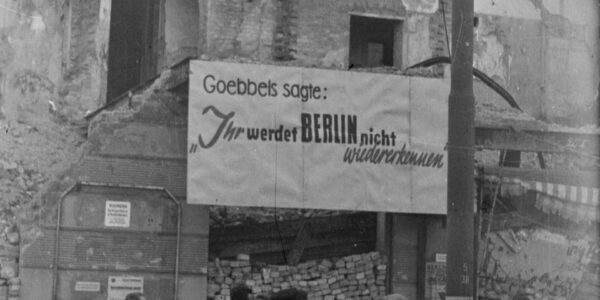 Goebbels sagte:
„Ihr werdet BERLIN nicht
wiedererkennen"